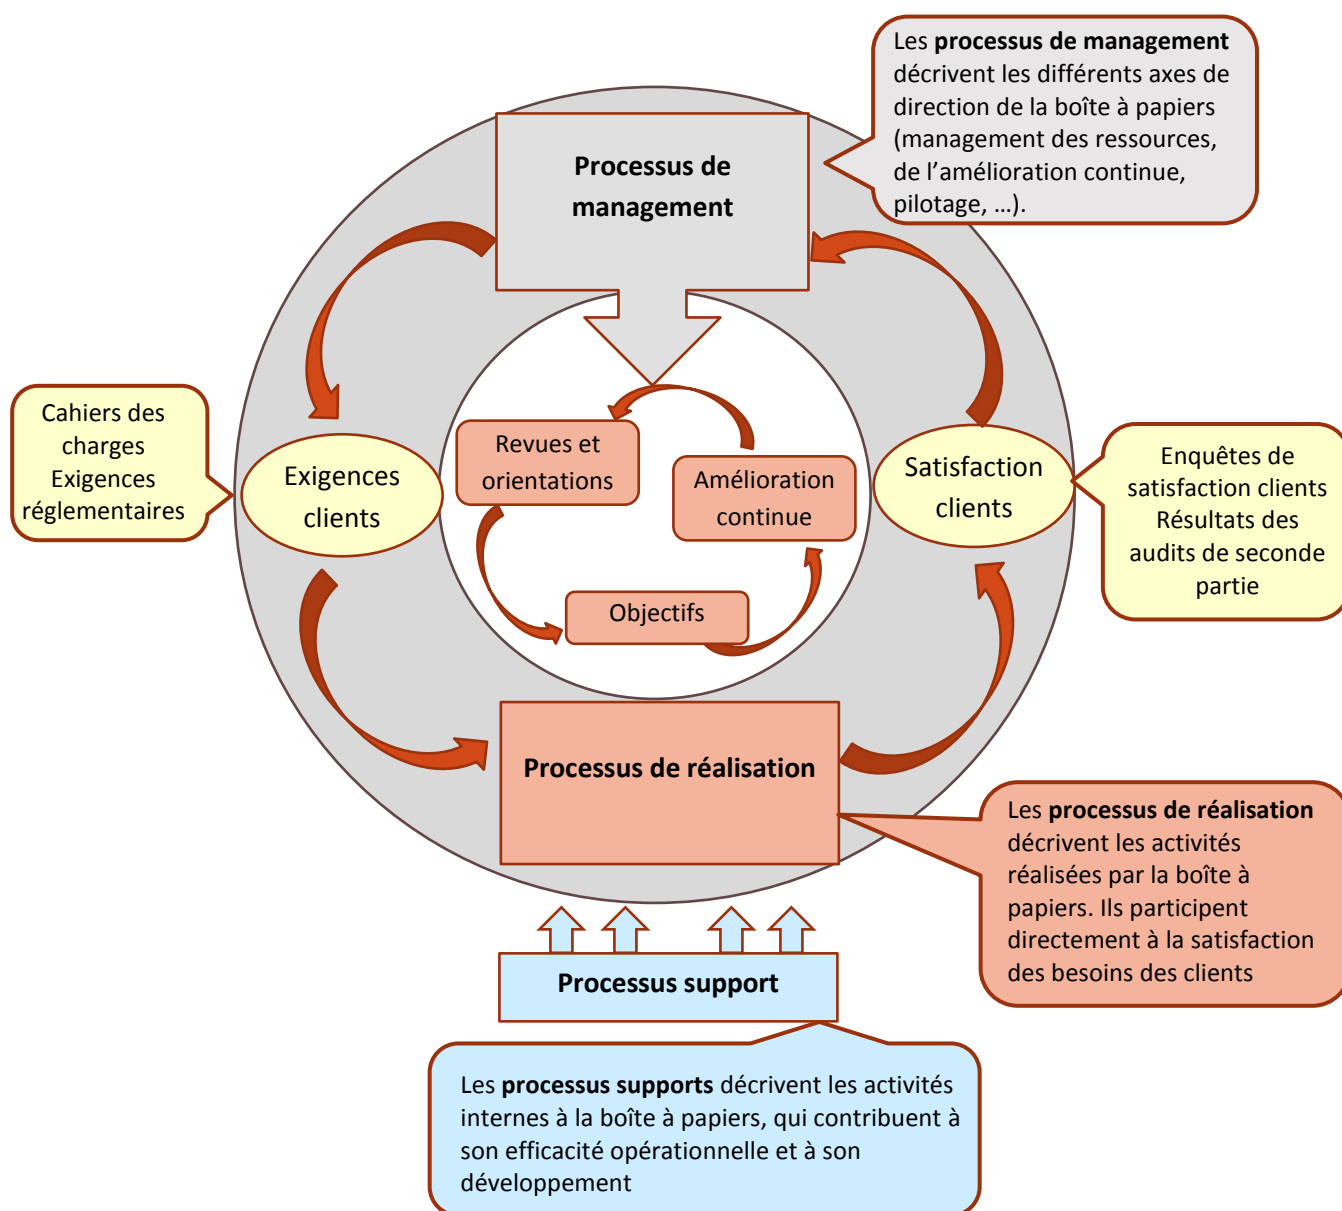 Les processus de management
décrivent les différents axes de
direction de la boîte à papiers
(management des ressources,
de l’amélioration continue,
pilotage, …).
Processus de
management
Cahiers des
charges
Exigences
réglementaires
Exigences
clients
Revues et
orientations
Amélioration
continue
Objectifs
Satisfaction
clients
Enquêtes de
satisfaction clients
Résultats des
audits de seconde
partie
Processus de réalisation
Les processus de réalisation
décrivent les activités
réalisées par la boîte à
papiers. Ils participent
directement à la satisfaction
des besoins des clients
Processus support
Les processus supports décrivent les activités
internes à la boîte à papiers, qui contribuent à
son efficacité opérationnelle et à son
développement